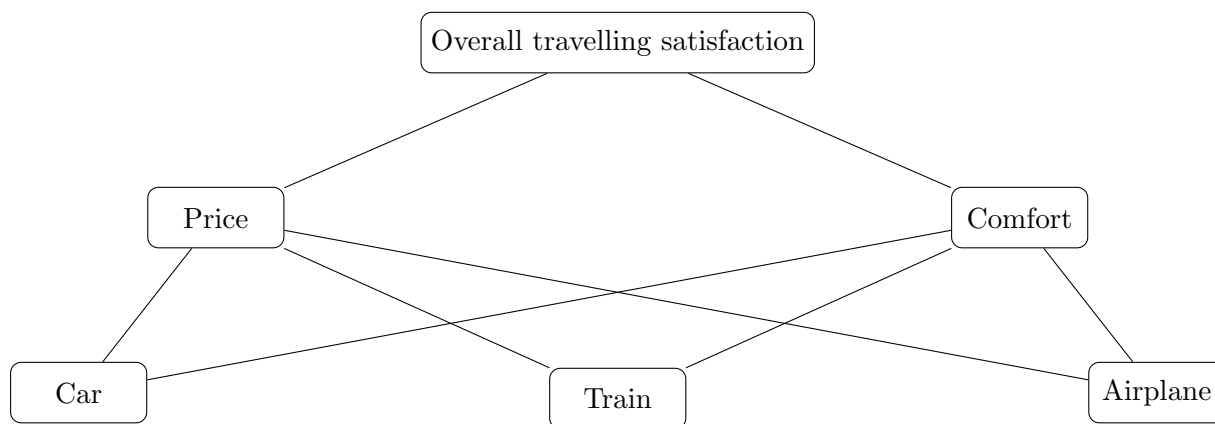 Overall travelling satisfaction
Price
Comfort
Car
Train
Airplane